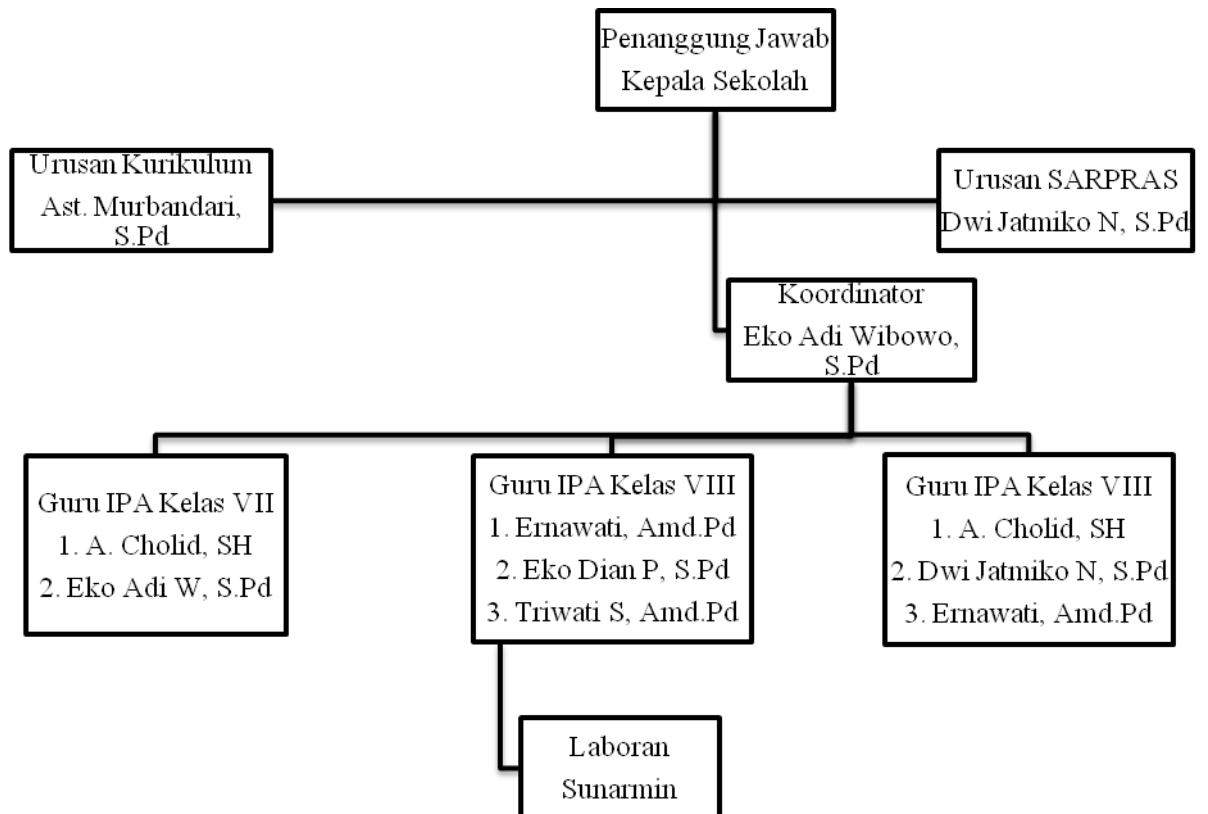 Penanggung Jawab
Kepala Sekolah
Urusan Kurikulum
Ast. Murbandari,
S.Pd
Urusan SARPRAS
Dwi Jatmiko N, S.Pd
Koordinator
Eko Adi Wibowo,
S.Pd
Guru IPA Kelas VII
1. A. Cholid, SH
2. Eko Adi W, S.Pd
Guru IPA Kelas VIII
1. Ernawati, Amd.Pd
2. Eko Dian P, S.Pd
3. Triwati S, Amd.Pd
Guru IPA Kelas VIII
1. A. Cholid, SH
2. Dwi Jatmiko N, S.Pd
3. Ernawati, Amd.Pd
Laboran
Sunarmin